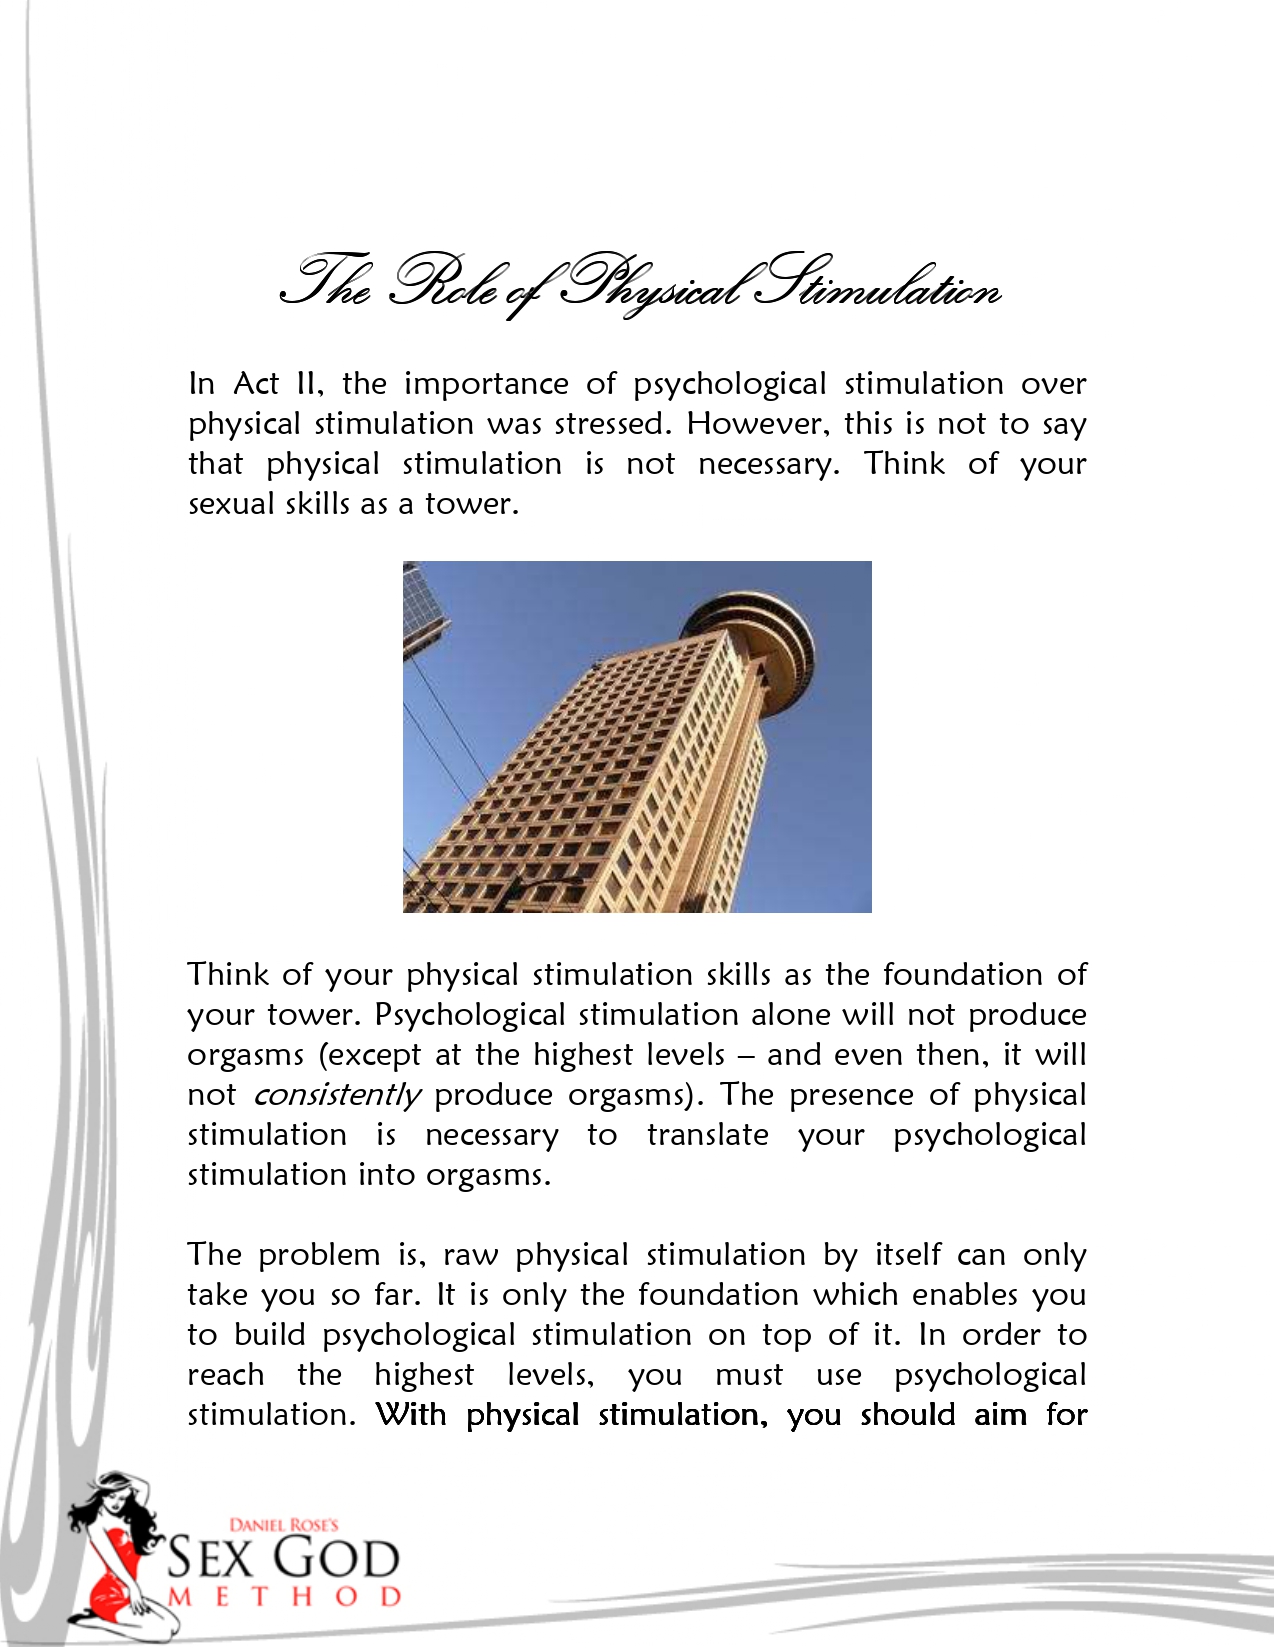 The Role of Physical Stimulation
In Act II, the importance of psychological stimulation over
physical stimulation was stressed. However, this is not to say
that physical stimulation is not necessary. Think of your
sexual skills as a tower.
Think of your physical stimulation skills as the foundation of
your tower. Psychological stimulation alone will not produce
orgasms (except at the highest levels – and even then, it will
not consistently produce orgasms). The presence of physical
stimulation is necessary to translate your psychological
stimulation into orgasms.
The problem is, raw physical stimulation by itself can only
take you so far. It is only the foundation which enables you
to build psychological stimulation on top of it. In order to
reach the highest levels, you must use psychological
stimulation. With physical stimulation, you should aim for
DANIEL ROSE'S
SEX GOD
METHOD